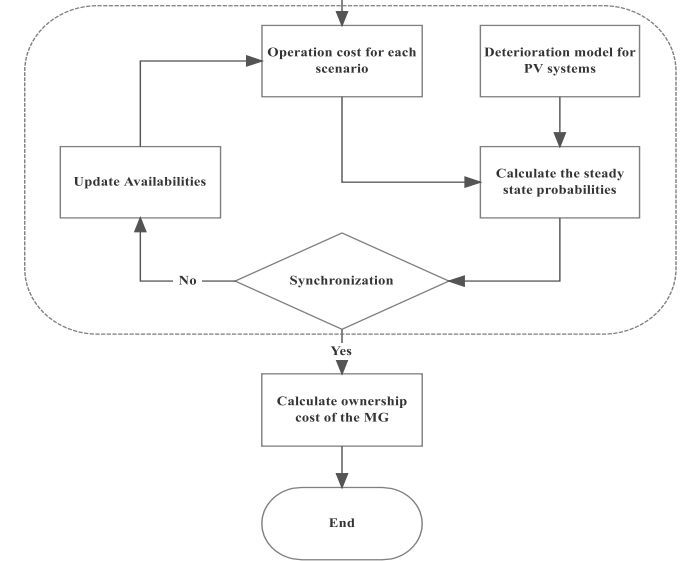 Operation cost for each
scenario
Deterioration model for
PV systems
Update Availabilities
Calculate the steady
state probabilities
Synchronization
No
Yes
Calculate ownership
cost of the MG
End